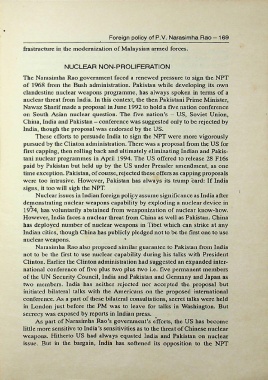 Foreign policy of P.V. Narasimha Rao – 169
frastructure in the modernization of Malaysian armed forces.
NUCLEAR NON-PROLIFERATION
The Narasimha Rao government faced a renewed pressure to sign the NPT
of 1968 from the Bush administration. Pakistan while developing its own
clandestine nuclear weapons programme, has always spoken in terms of a
nuclear threat from India. In this context, the then Pakistani Prime Minister,
Nawaz Sharif made a proposal in June 1992 to hold a five nation conference
on South Asian nuclear question. The five nation's – US, Soviet Union,
China, India and Pakistan – conference was suggested only to be rejected by
India, though the proposal was endorsed by the US.
These efforts to persuade India to sign the NPT were more vigorously
pursued by the Clinton administration. There was a proposal from the US for
first capping, then rolling back and ultimately eliminating Indian and Pakis-
tani nuclear programmes in April 1994. The US offered to release 28 F16s
paid by Pakistan but held up by the US under Pressler amendment, as one
time exception. Pakistan, of course, rejected these offers as capping proposals
were too intrusive. However, Pakistan has always its trump card: If India
signs, it too will sigh the NPT.
Nuclear issues in Indian foreign policy assume significance as India after
demonstrating nuclear weapons capability by exploding a nuclear device in
1974, has voluntarily abstained from weaponization of nuclear know-how.
However, India faces a nuclear threat from China as well as Pakistan. China
has deployed number of nuclear weapons in Tibet which can strike at any
Indian cities, though China has publicly pledged not to be the first one to use
nuclear weapons.
Narasimha Rao also proposed similar guarantee to Pakistan from India
not to be the first to use nuclear capability during his talks with President
Clinton. Earlier the Clinton administration had suggested an expanded inter-
national conference of five plus two plus two i.e. five permanent members
of the UN Security Council, India and Pakistan and Germany and Japan as
two members. India has neither rejected nor accepted the proposal but
initiated bilateral talks with the Americans on the proposed international
conference. As a part of these bilateral consultations, secret talks were held
in London just before the PM was to leave for talks in Washington. But
secrecy was exposed by reports in Indian press.
As part of Narasimha Rao's government's efforts, the US has become
little more sensitive to India's sensitivities as to the threat of Chinese nuclear
weapons. Hitherto US had always equated India and Pakistan on nuclear
issue. But in the bargain, India has softened its opposition to the NPT